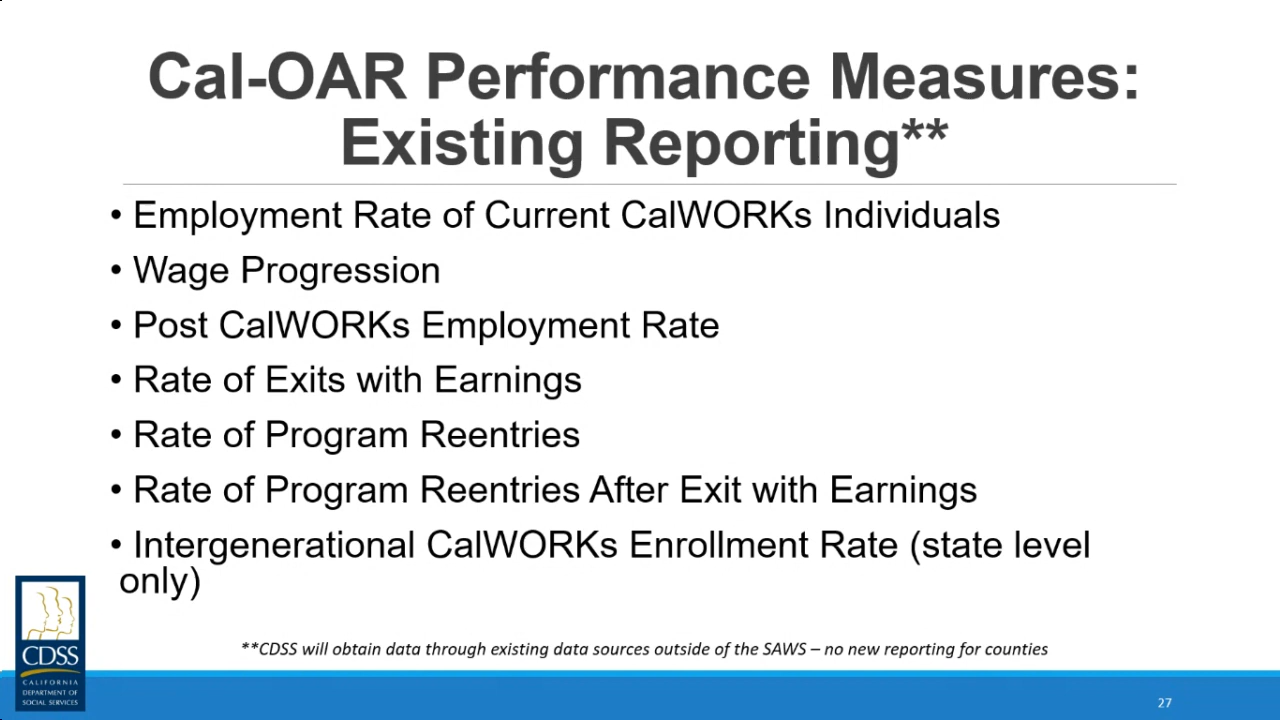 Cal-OAR Performance Measures:
Existing Reporting**
• Employment Rate of Current CalWORKs Individuals
• Wage Progression
• Post CalWORKs Employment Rate
• Rate of Exits with Earnings
• Rate of Program Reentries
• Rate of Program Reentries After Exit with Earnings
• Intergenerational CalWORKs Enrollment Rate (state level
only)
**CDSS will obtain data through existing data sources outside of the SAWS – no new reporting for counties
CDSS
CALIFORNIA
DEPARTMENT OF
SOCIAL SERVICES
27